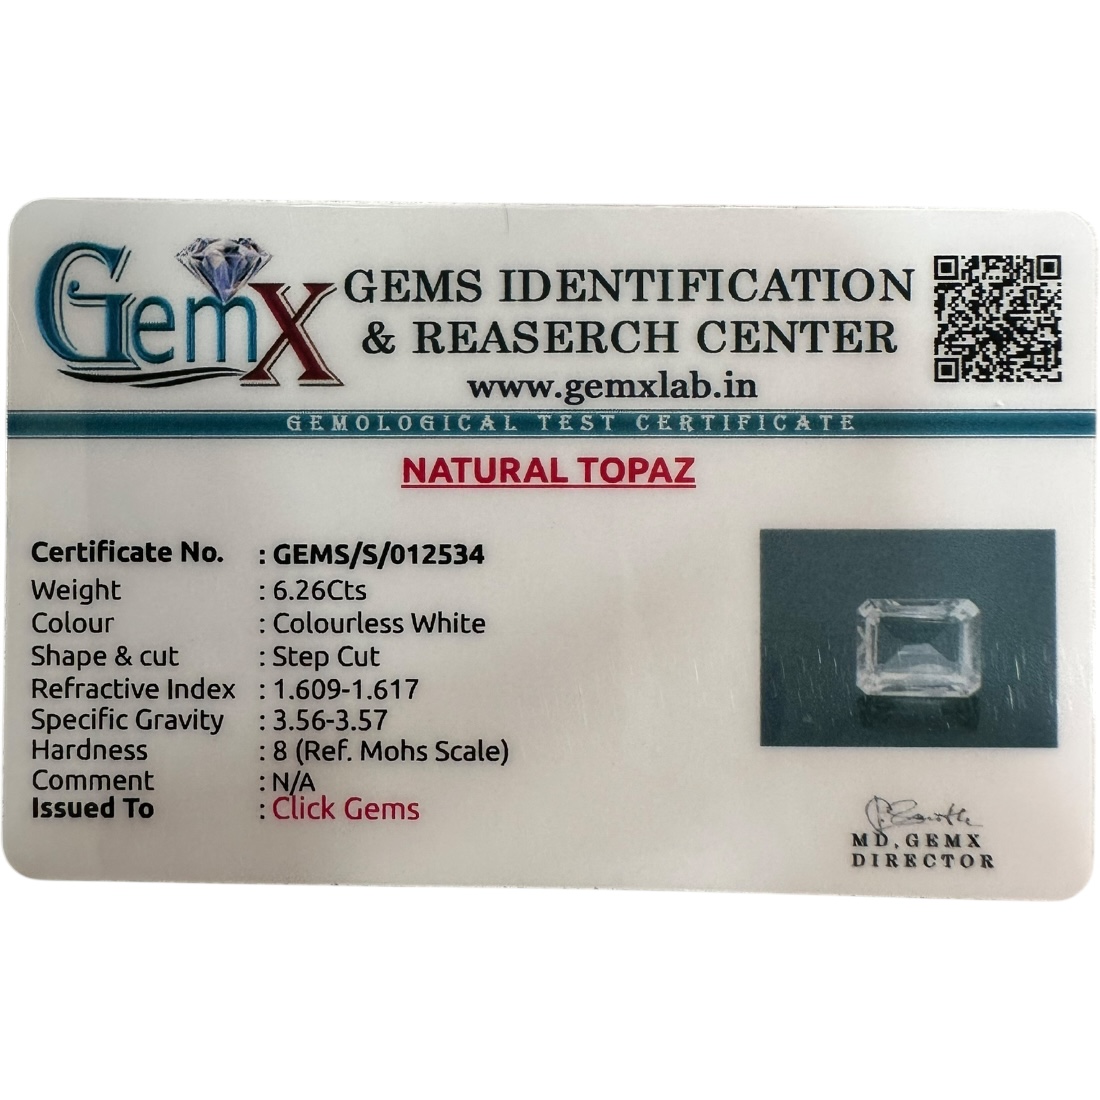 GemX
GEMS IDENTIFICATION
& REASERCH CENTER
www.gemxlab.in
GEMOLOGICAL TEST CERTIFICATE
NATURAL TOPAZ
Certificate No. : GEMS/S/012534
Weight : 6.26Cts
Colour : Colourless White
Shape & cut : Step Cut
Refractive Index : 1.609-1.617
Specific Gravity : 3.56-3.57
Hardness : 8 (Ref. Mohs Scale)
Comment : N/A
Issued To : Click Gems
MD, GEMX
DIRECTOR